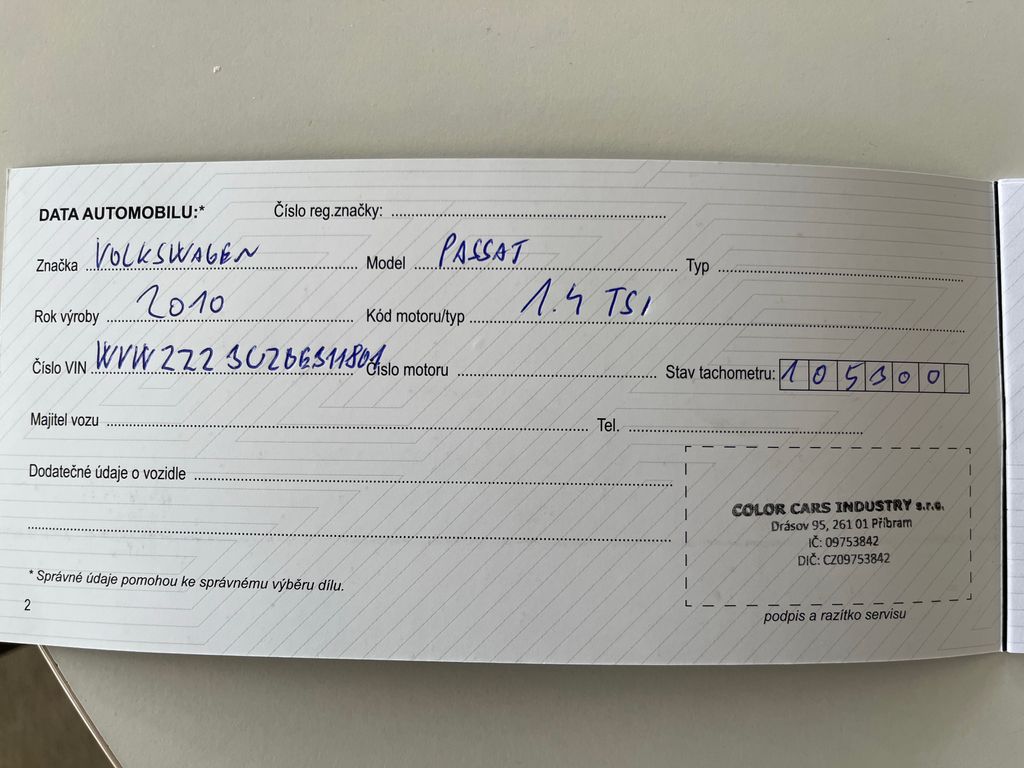 DATA AUTOMOBILU:* Číslo reg.značky:
Značka VOLKSWAGEN Model PASSAT Typ
Rok výroby 2010 Kód motoru/typ 1.4 TSI
Číslo VIN Číslo motoru Stav tachometru: 105300
Majitel vozu Tel.
Dodatečné údaje o vozidle
COLOR CARS INDUSTRY s.r.o.
Drásov 95, 261 01 Příbram
IČ: 09753842
DIČ: CZ09753842
* Správné údaje pomohou ke správnému výběru dílu.
2
podpis a razítko servisu